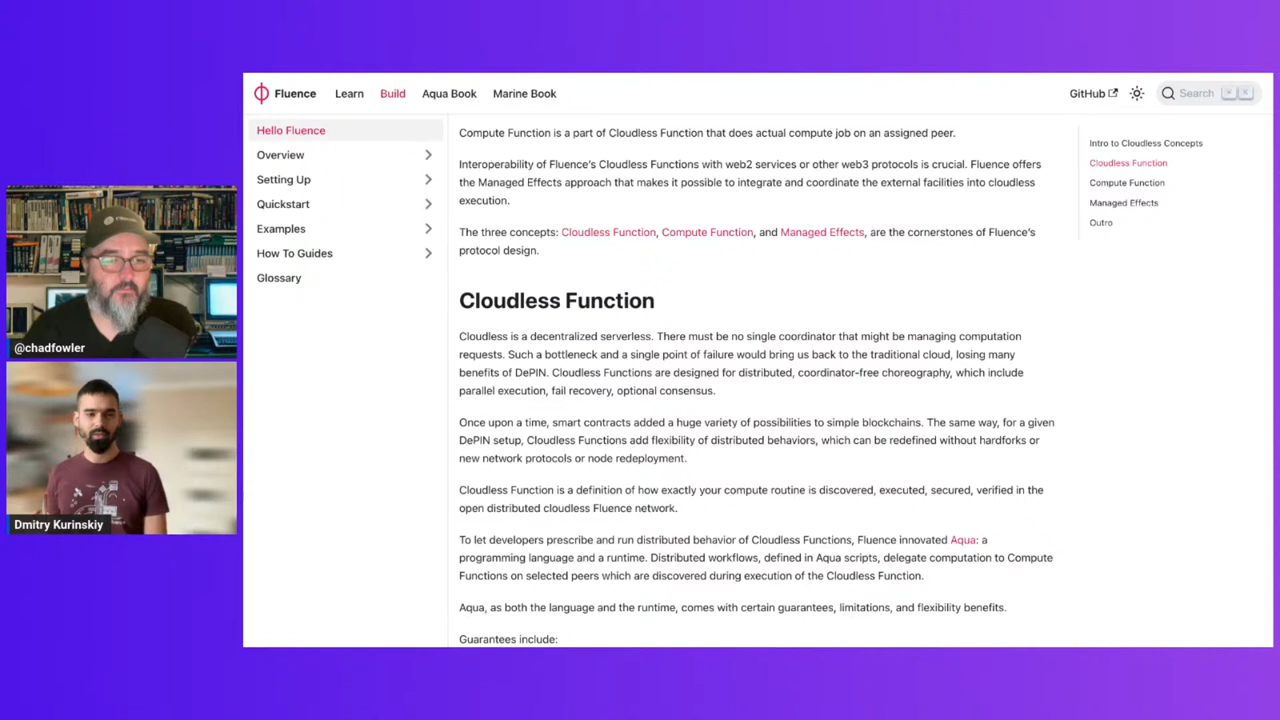 Fluence
Learn
Build
Aqua Book
Marine Book
GitHub
Search
K
Hello Fluence
Overview
Setting Up
Quickstart
Examples
How To Guides
Glossary
Compute Function is a part of Cloudless Function that does actual compute job on an assigned peer.
Interoperability of Fluence's Cloudless Functions with web2 services or other web3 protocols is crucial. Fluence offers
the Managed Effects approach that makes it possible to integrate and coordinate the external facilities into cloudless
execution.
The three concepts: Cloudless Function, Compute Function, and Managed Effects, are the cornerstones of Fluence's
protocol design.
Cloudless Function
Cloudless is a decentralized serverless. There must be no single coordinator that might be managing computation
requests. Such a bottleneck and a single point of failure would bring us back to the traditional cloud, losing many
benefits of DePIN. Cloudless Functions are designed for distributed, coordinator-free choreography, which include
parallel execution, fail recovery, optional consensus.
Once upon a time, smart contracts added a huge variety of possibilities to simple blockchains. The same way, for a given
DePIN setup, Cloudless Functions add flexibility of distributed behaviors, which can be redefined without hardforks or
new network protocols or node redeployment.
Cloudless Function is a definition of how exactly your compute routine is discovered, executed, secured, verified in the
open distributed cloudless Fluence network.
To let developers prescribe and run distributed behavior of Cloudless Functions, Fluence innovated Aqua: a
programming language and a runtime. Distributed workflows, defined in Aqua scripts, delegate computation to Compute
Functions on selected peers which are discovered during execution of the Cloudless Function.
Aqua, as both the language and the runtime, comes with certain guarantees, limitations, and flexibility benefits.
Guarantees include:
Intro to Cloudless Concepts
Cloudless Function
Compute Function
Managed Effects
Outro
@chadfowler
Dmitry Kurinskiy